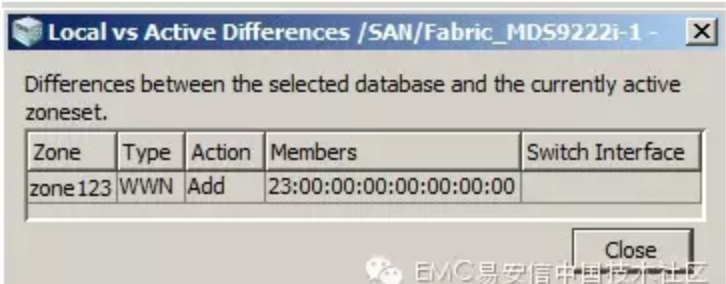 Local vs Active Differences /SAN/Fabric_MDS9222i-1 -
Differences between the selected database and the currently active
zoneset.
Zone Type Action Members Switch Interface
zone123 WWN Add 23:00:00:00:00:00:00:00
Close
EMC易安信中国技术社区